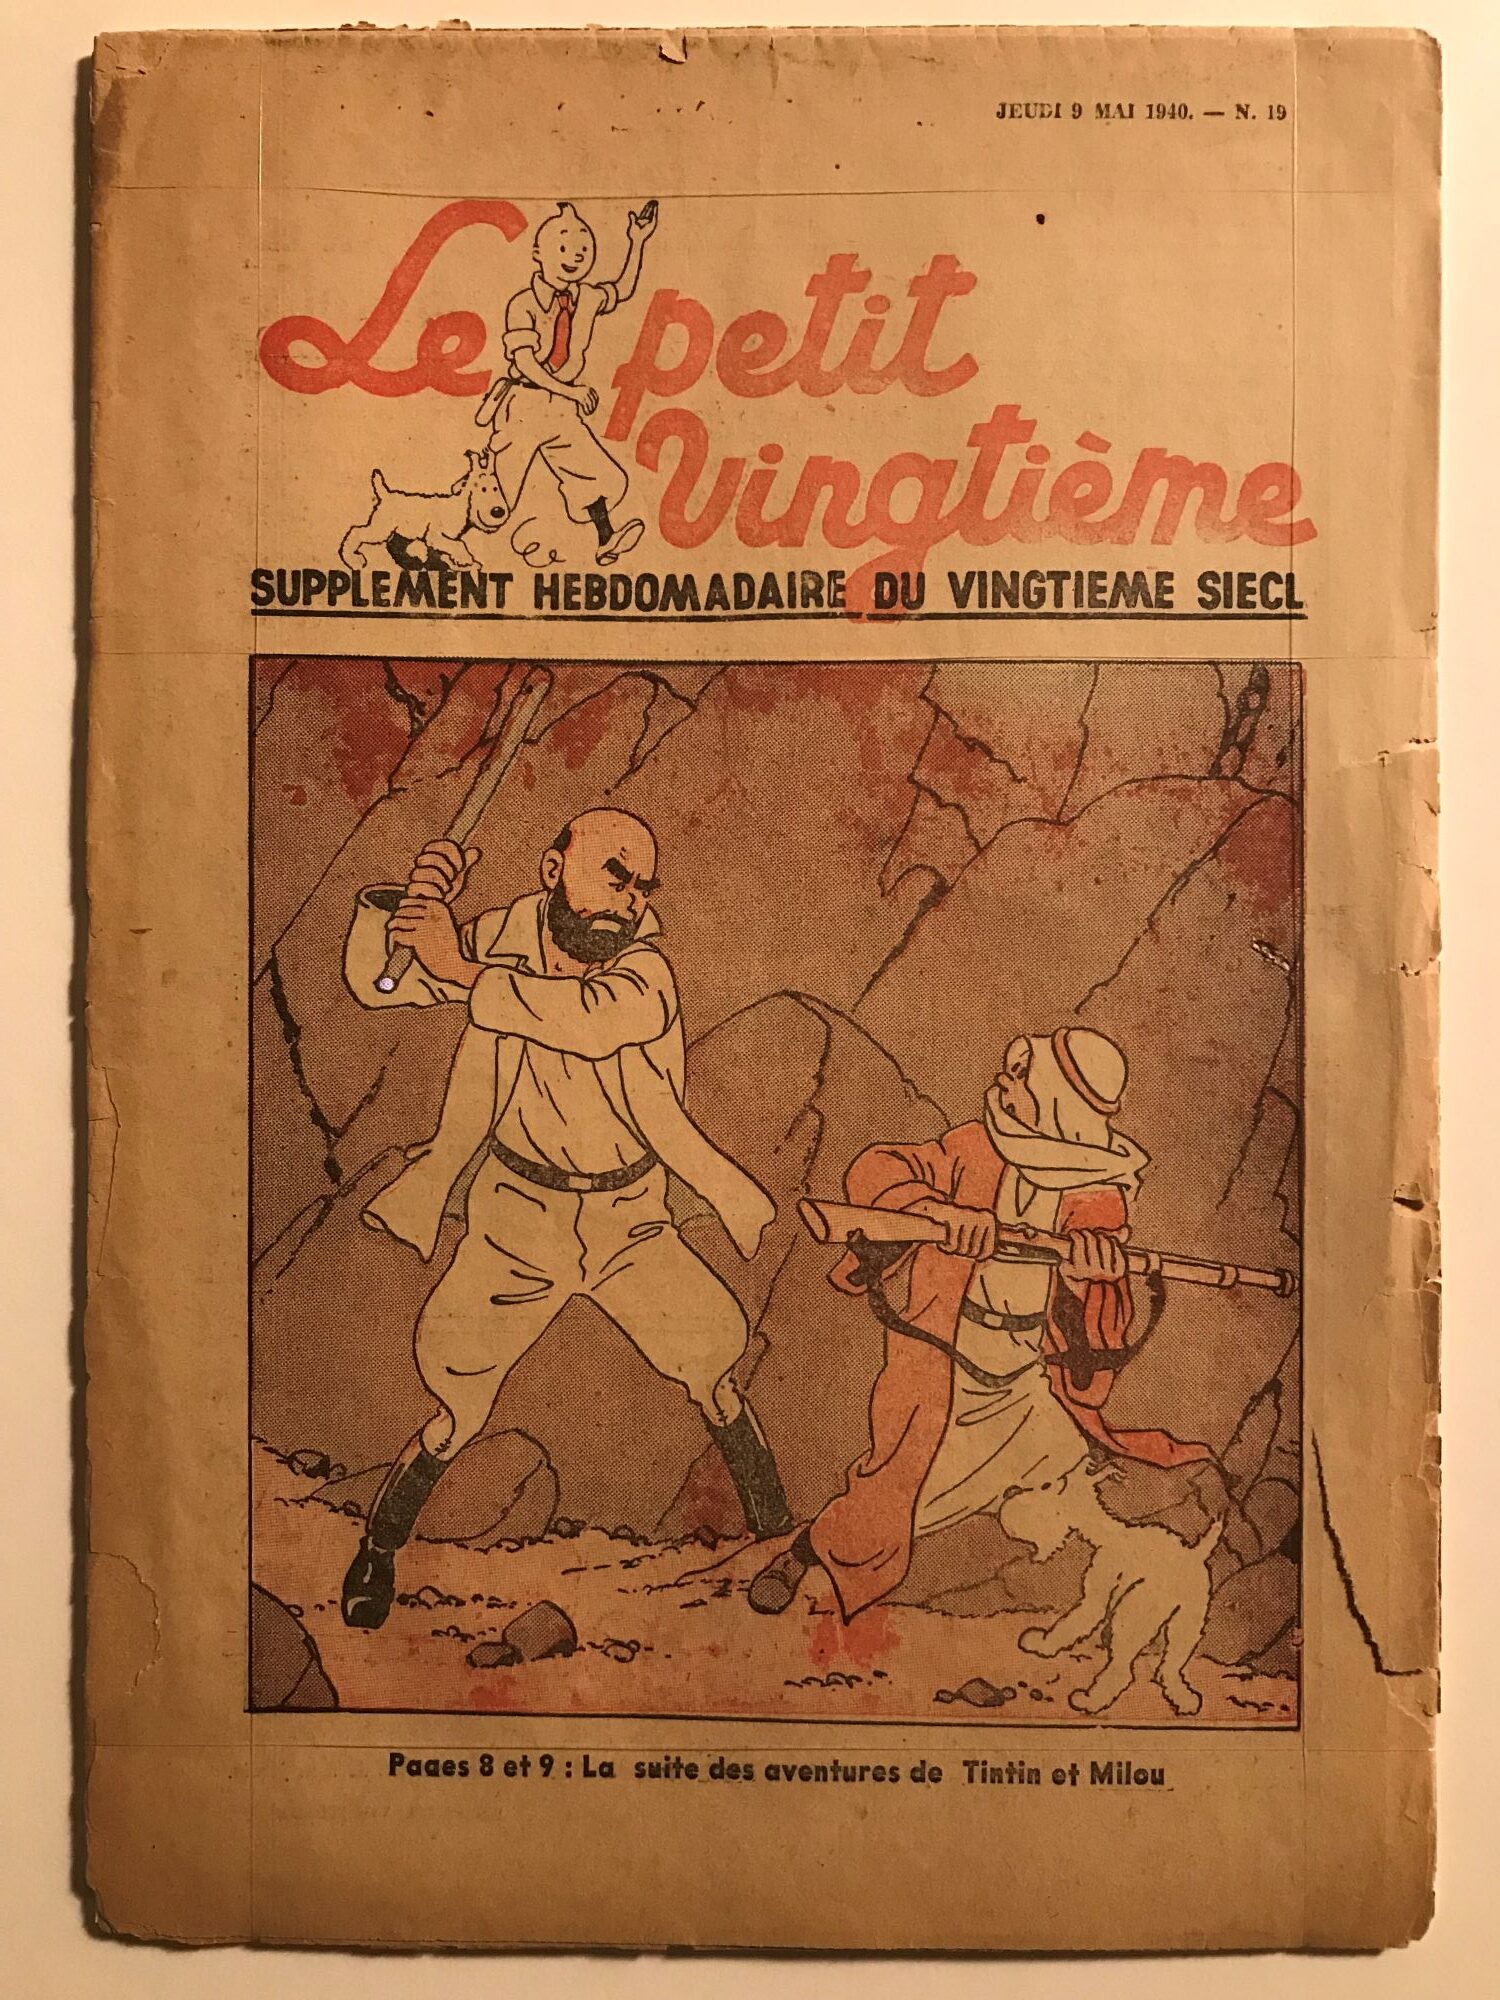 JEUDI 9 MAI 1940. — N. 19
Le petit
Vingtième
SUPPLEMENT HEBDOMADAIRE DU VINGTIEME SIECL
Pages 8 et 9 : La suite des aventures de Tintin et Milou